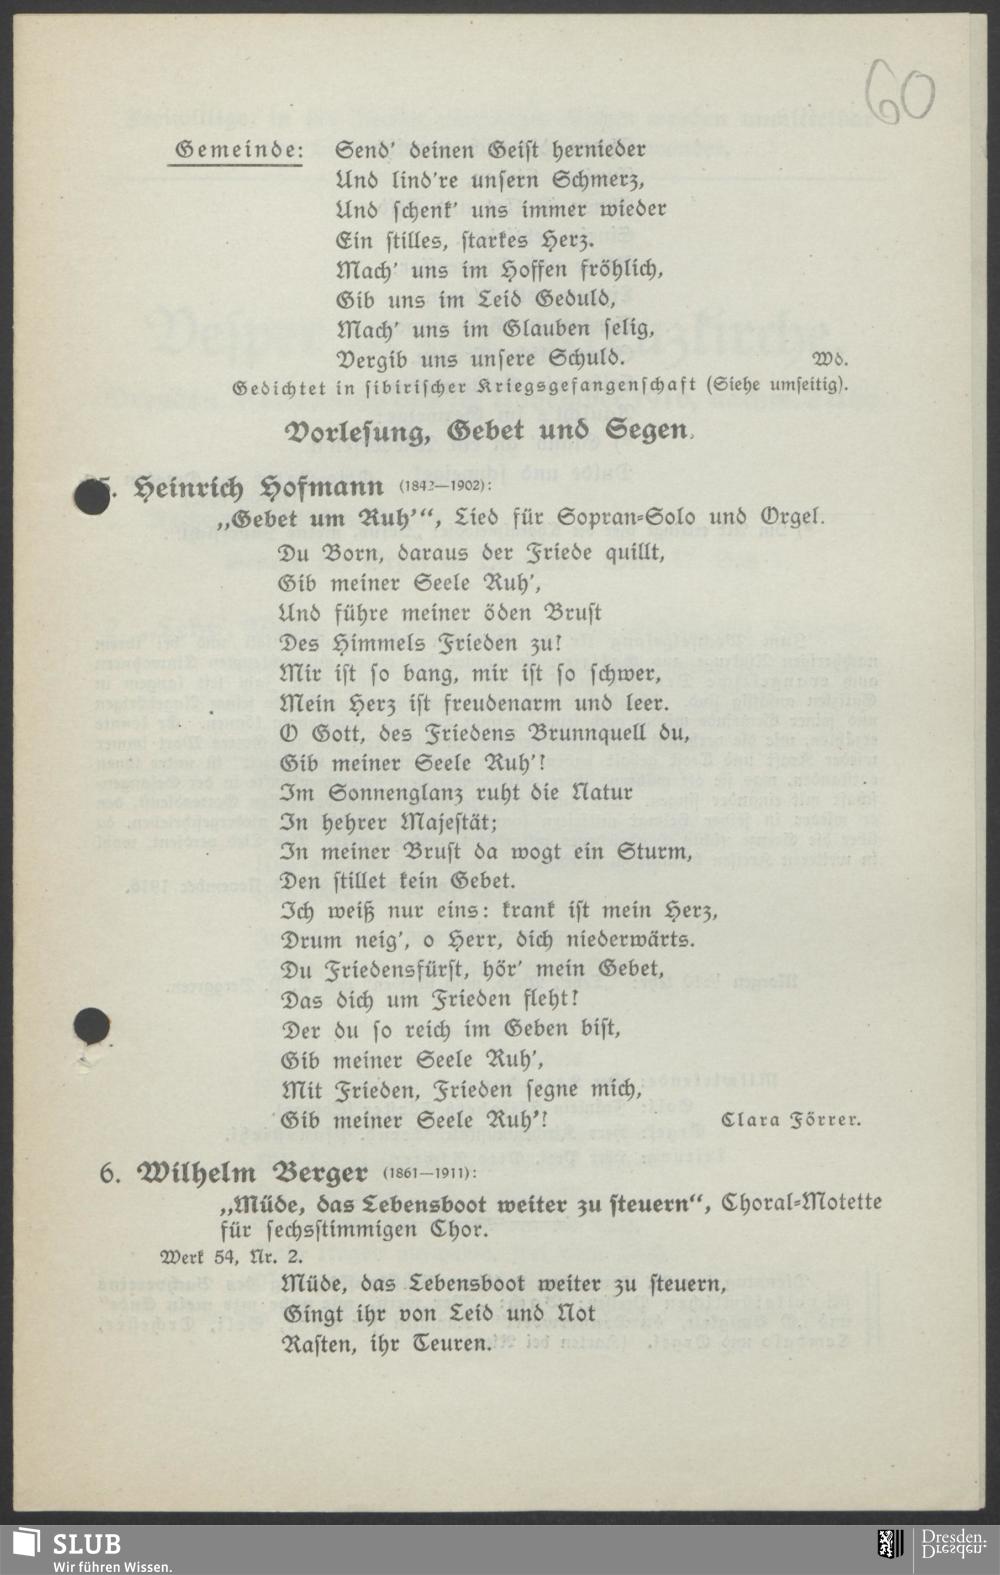 60
Gemeinde: Send' deinen Geist hernieder
Und lind're unsern Schmerz,
Und schenk' uns immer wieder
Ein stilles, starkes Herz.
Mach' uns im Hoffen fröhlich,
Gib uns im Leid Geduld,
Mach' uns im Glauben selig,
Vergib uns unsere Schuld. Wd.
Gedichtet in sibirischer Kriegsgefangenschaft (Siehe umseitig).
Vorlesung, Gebet und Segen.
5. Heinrich Hofmann (1842—1902):
„Gebet um Ruh'“, Lied für Sopran-Solo und Orgel.
Du Born, daraus der Friede quillt,
Gib meiner Seele Ruh',
Und führe meiner öden Brust
Des Himmels Frieden zu!
Mir ist so bang, mir ist so schwer,
Mein Herz ist freudenarm und leer.
O Gott, des Friedens Brunnquell du,
Gib meiner Seele Ruh'!
Im Sonnenglanz ruht die Natur
In hehrer Majestät;
In meiner Brust da wogt ein Sturm,
Den stillet kein Gebet.
Ich weiß nur eins: krank ist mein Herz,
Drum neig', o Herr, dich niederwärts.
Du Friedensfürst, hör' mein Gebet,
Das dich um Frieden fleht!
Der du so reich im Geben bist,
Gib meiner Seele Ruh',
Mit Frieden, Frieden segne mich,
Gib meiner Seele Ruh'! Clara Förrer.
6. Wilhelm Berger (1861—1911):
„Müde, das Lebensboot weiter zu steuern“, Choral-Motette
für sechsstimmigen Chor.
Werk 54, Nr. 2.
Müde, das Lebensboot weiter zu steuern,
Gingt ihr von Leid und Not
Rasten, ihr Teuren.
SLUB
Wir führen Wissen.
Dresden.
Dresden.